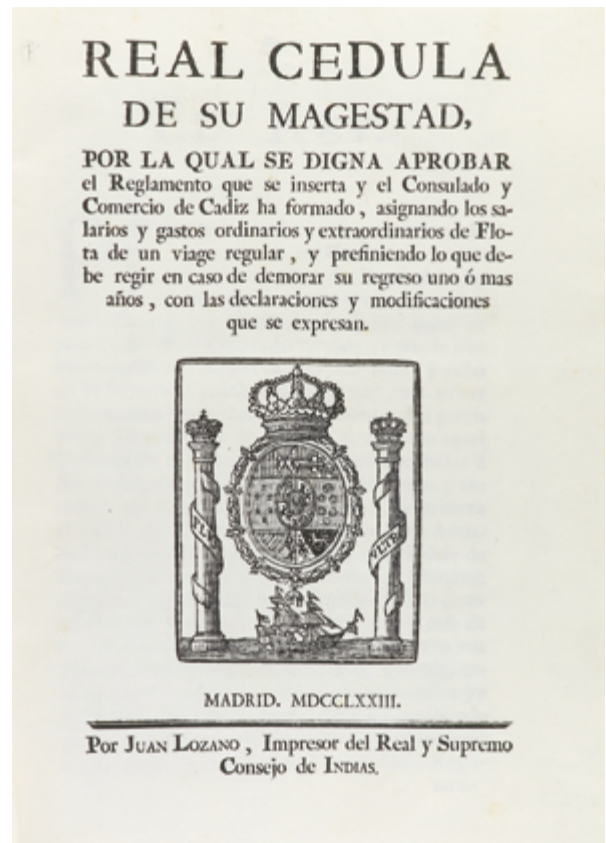 REAL CEDULA
DE SU MAGESTAD,
POR LA QUAL SE DIGNA APROBAR
el Reglamento que se inserta y el Consulado y
Comercio de Cadiz ha formado, asignando los sa-
larios y gastos ordinarios y extraordinarios de Flo-
ta de un viage regular, y prefiniendo lo que de-
be regir en caso de demorar su regreso uno ó mas
años, con las declaraciones y modificaciones
que se expresan.
PLUS
VLTR
MADRID. MDCCLXXIII.
Por JUAN LOZANO, Impresor del Real y Supremo
Consejo de INDIAS.